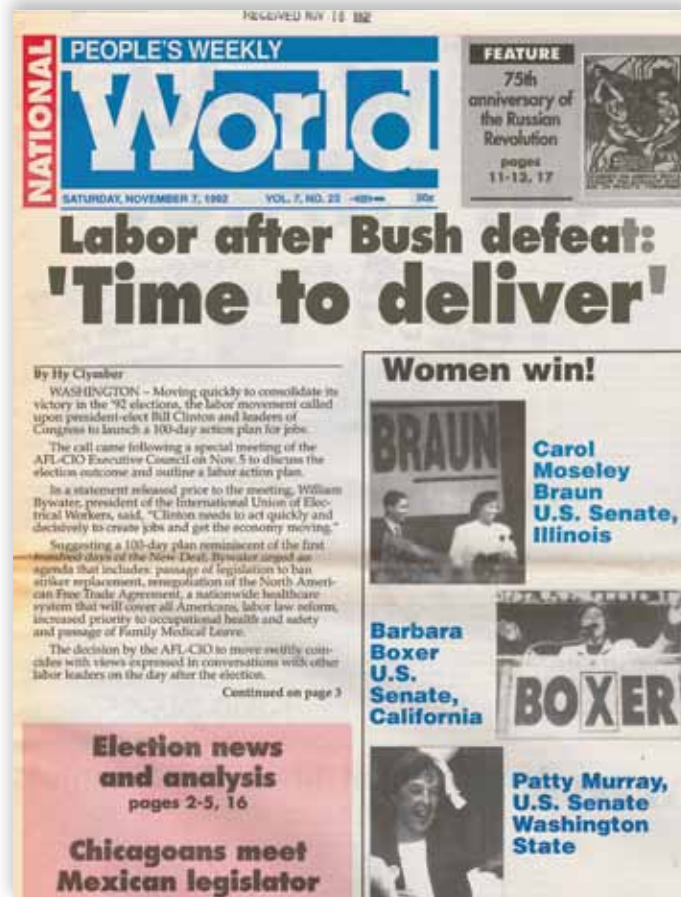 RECEIVED NOV 10 1992
NATIONAL
PEOPLE'S WEEKLY
World
SATURDAY, NOVEMBER 7, 1992 VOL. 7, NO. 23
FEATURE
75th
anniversary of
the Russian
Revolution
pages
11-13, 17
Labor after Bush defeat:
'Time to deliver'
By Hy Clymber
WASHINGTON – Moving quickly to consolidate its
victory in the '92 elections, the labor movement called
upon president-elect Bill Clinton and leaders of
Congress to launch a 100-day action plan for jobs.
The call came following a special meeting of the
AFL-CIO Executive Council on Nov. 5 to discuss the
election outcome and outline a labor action plan.
In a statement released prior to the meeting, William
Bywater, president of the International Union of Elec-
trical Workers, said, "Clinton needs to act quickly and
decisively to create jobs and get the economy moving."
Suggesting a 100-day plan reminiscent of the first
hundred days of the New Deal, Bywater urged an
agenda that includes: passage of legislation to ban
striker replacement, renegotiation of the North Ameri-
can Free Trade Agreement, a nationwide healthcare
system that will cover all Americans, labor law reform,
increased priority to occupational health and safety
and passage of Family Medical Leave.
The decision by the AFL-CIO to move swiftly coin-
cides with views expressed in conversations with other
labor leaders on the day after the election.
Continued on page 3
Election news
and analysis
pages 2-5, 16
Chicagoans meet
Mexican legislator
Women win!
BRAUN
Carol
Moseley
Braun
U.S. Senate,
Illinois
Barbara
Boxer
U.S.
Senate,
California
BOXER
Patty Murray,
U.S. Senate
Washington
State